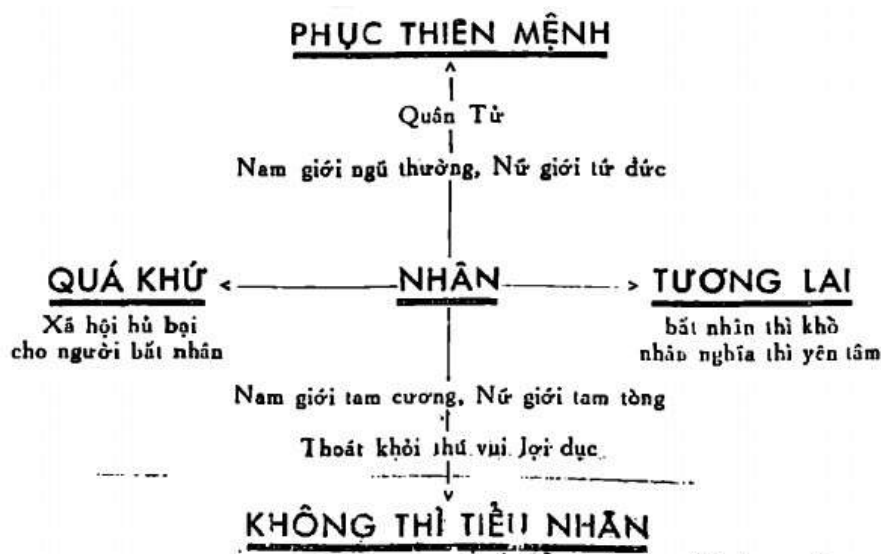 PHỤC THIÊN MỆNH
Quân Tử
Nam giới ngũ thường, Nữ giới tứ đức
QUÁ KHỨ NHÂN TƯƠNG LAI
Xã hội hủ bại
cho người bất nhân
bất nhân thì khổ
nhân nghĩa thì yên tâm
Nam giới tam cương, Nữ giới tam tòng
Thoát khỏi thú vui lợi dục
KHÔNG THÌ TIỂU NHÂN